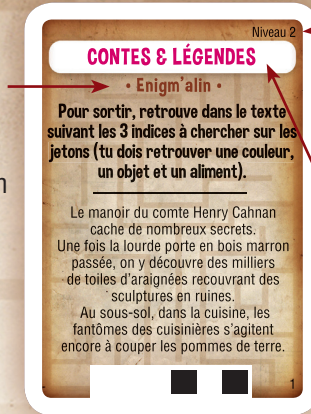 Niveau 2
CONTES & LÉGENDES
• Enigm'alin •
Pour sortir, retrouve dans le texte
suivant les 3 indices à chercher sur les
jetons (tu dois retrouver une couleur,
un objet et un aliment).
n
Le manoir du comte Henry Cahnan
cache de nombreux secrets.
Une fois la lourde porte en bois marron
passée, on y découvre des milliers
de toiles d'araignées recouvrant des
sculptures en ruines.
Au sous-sol, dans la cuisine, les
fantômes des cuisinières s'agitent
encore à couper les pommes de terre.
1